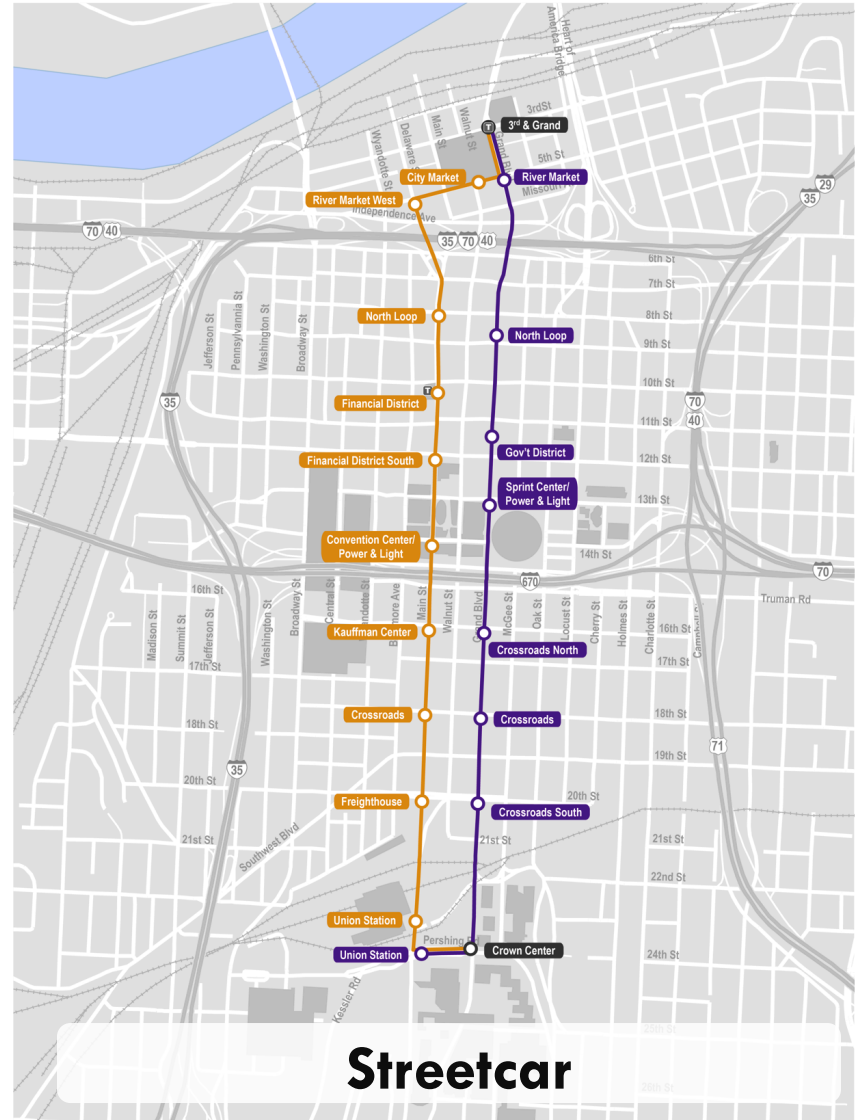 Heart of
America Bridge
3rdSt
3rd & Grand
Walnut St
Main St
Delaware S
Wyandotte St
5th St
City Market
River Market
River Market West
Independence Ave
29
35
70 40
35 70 40
6th St
7th St
Jefferson St
Pennsylvannia St
Washington St
Broadway St
North Loop
8th St
North Loop
9th St
T
10th St
35
Financial District
70
40
11th St
Gov't District
Financial District South
12th St
Sprint Center/
Power & Light
13th St
Convention Center/
Power & Light
14th St
670
70
16th St
Truman Rd
Madison St
Summit St
Jefferson St
Washington St
Broadway St
Central St
Main St
Walnut St
McGee St
Oak St
Locust St
Cherry St
Holmes St
Charlotte St
Kauffman Center
16th St
Crossroads North
17th St
17th St
Crossroads
Crossroads
18th St
18th St
71
19th St
35
20th St
Freighthouse
20th St
Crossroads South
Southwest Blvd
21st St
21st St
21st St
22nd St
Union Station
Pershing Rd
Union Station
Crown Center
24th St
Kessler Rd
25th St
Streetcar